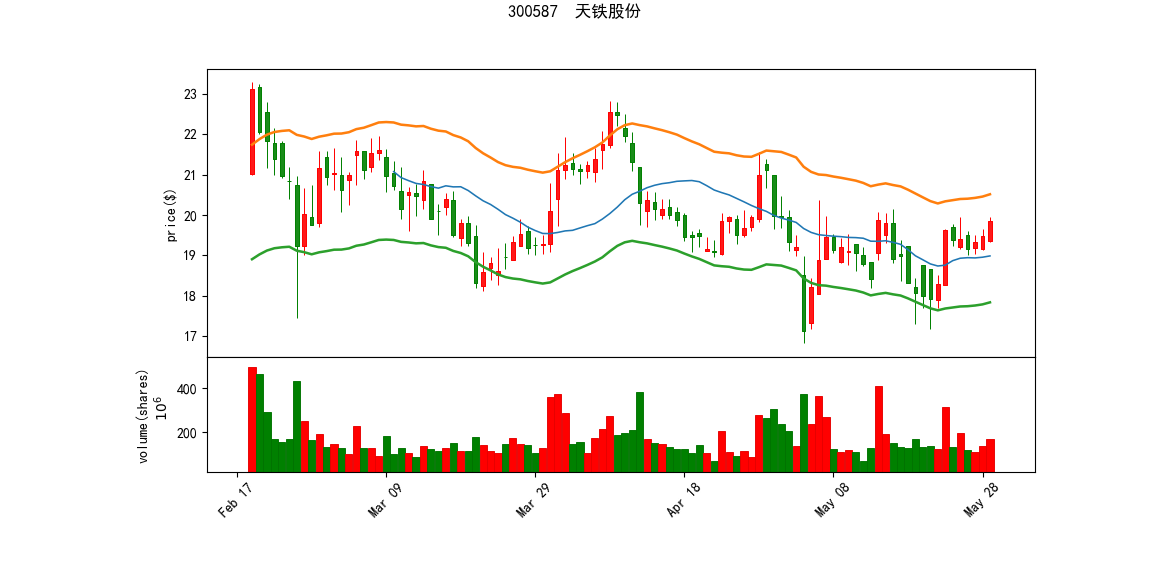 300587 天铁股份
price($)
23
22
21
20
19
18
17
volume(shares)
10^6
400
200
Feb 17
Mar 09
Mar 29
Apr 18
May 08
May 28